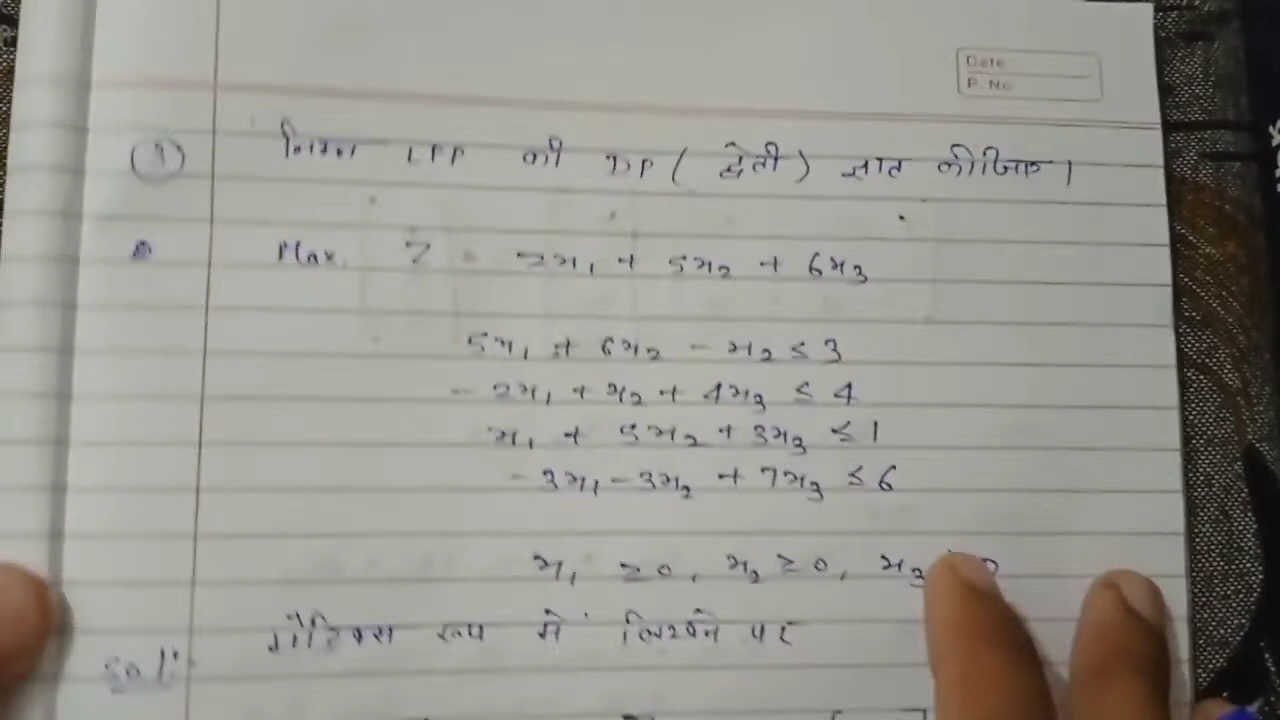 Date
P. No
(1) निम्न LPP की DP ( द्वेती ) ज्ञात कीजिए।
Max. Z = 2x₁ + 5x₂ + 6x₃
5x₁ + 6x₂ - x₂ ≤ 3
- 2x₁ + x₂ + 4x₃ ≤ 4
x₁ + 5x₂ + 3x₃ ≤ 1
- 3x₁ - 3x₂ + 7x₃ ≤ 6
x₁ ≥ 0, x₂ ≥ 0, x₃
मैट्रिक्स रूप में लिखने पर
Sol: